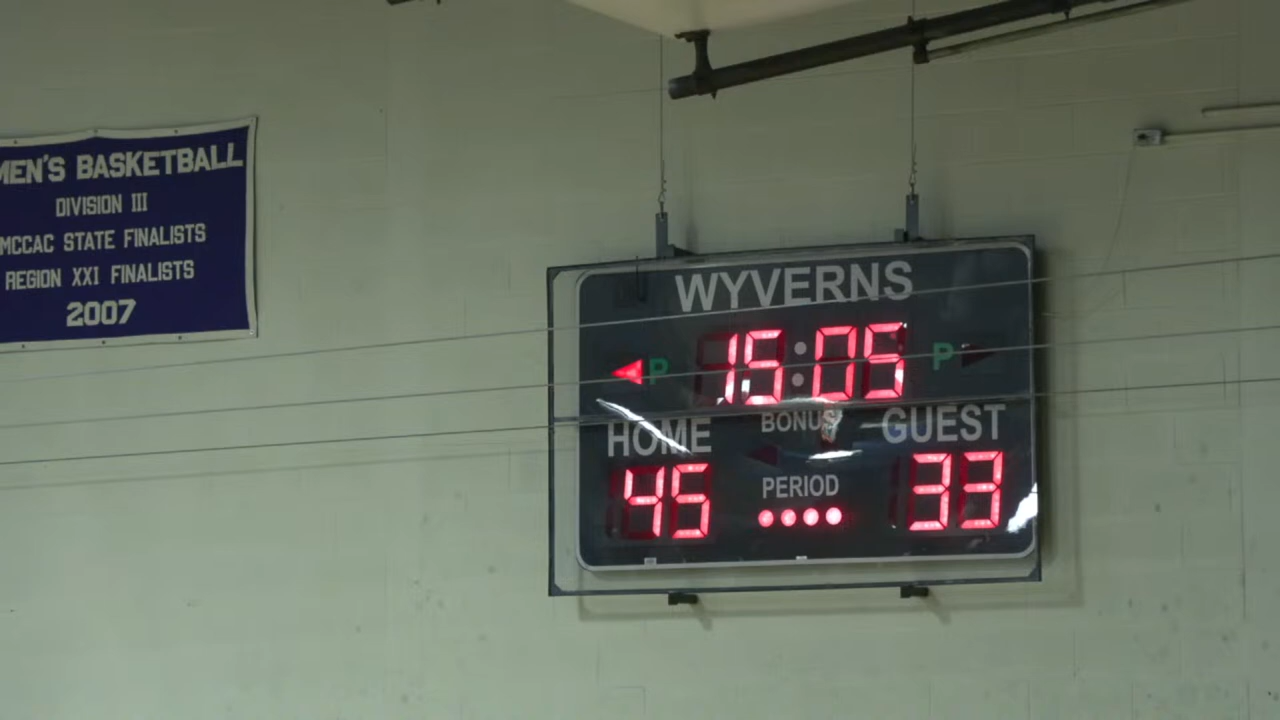 MEN'S BASKETBALL
DIVISION III
MCCAC STATE FINALISTS
REGION XXI FINALISTS
2007
WYVERNS
P 15:05 P
HOME BONUS GUEST
45 PERIOD 33